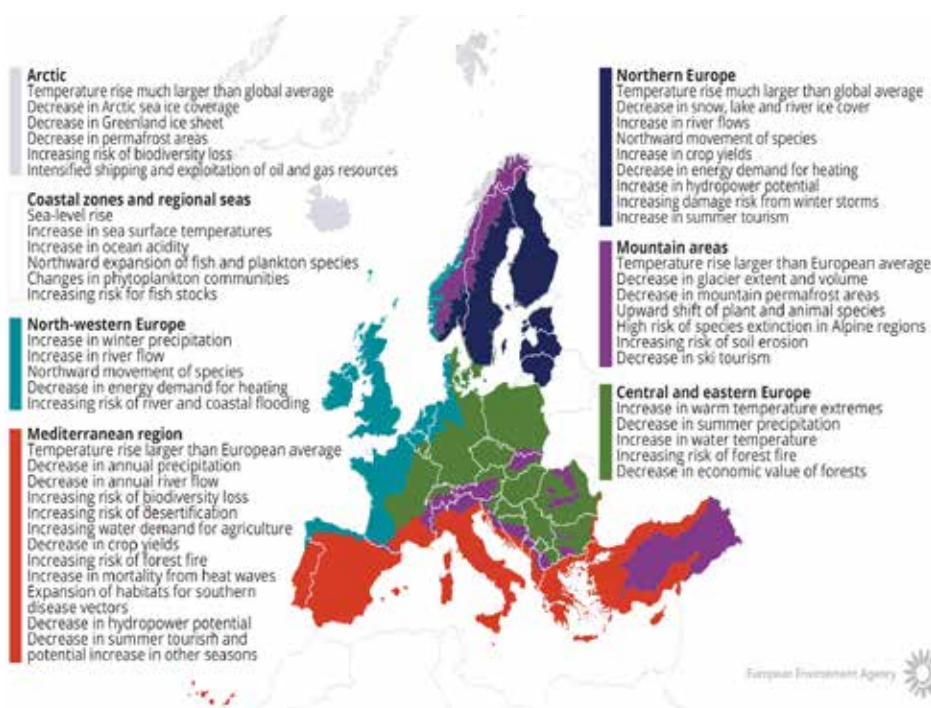 Arctic
Temperature rise much larger than global average
Decrease in Arctic sea ice coverage
Decrease in Greenland ice sheet
Decrease in permafrost areas
Increasing risk of biodiversity loss
Intensified shipping and exploitation of oil and gas resources
Coastal zones and regional seas
Sea-level rise
Increase in sea surface temperatures
Increase in ocean acidity
Northward expansion of fish and plankton species
Changes in phytoplankton communities
Increasing risk for fish stocks
North-western Europe
Increase in winter precipitation
Increase in river flow
Northward movement of species
Decrease in energy demand for heating
Increasing risk of river and coastal flooding
Mediterranean region
Temperature rise larger than European average
Decrease in annual precipitation
Decrease in annual river flow
Increasing risk of biodiversity loss
Increasing risk of desertification
Increasing water demand for agriculture
Decrease in crop yields
Increasing risk of forest fire
Increase in mortality from heat waves
Expansion of habitats for southern
disease vectors
Decrease in hydropower potential
Decrease in summer tourism and
potential increase in other seasons
Northern Europe
Temperature rise much larger than global average
Decrease in snow, lake and river ice cover
Increase in river flows
Northward movement of species
Increase in crop yields
Decrease in energy demand for heating
Increase in hydropower potential
Increasing damage risk from winter storms
Increase in summer tourism
Mountain areas
Temperature rise larger than European average
Decrease in glacier extent and volume
Decrease in mountain permafrost areas
Upward shift of plant and animal species
High risk of species extinction in Alpine regions
Increasing risk of soil erosion
Decrease in ski tourism
Central and eastern Europe
Increase in warm temperature extremes
Decrease in summer precipitation
Increase in water temperature
Increasing risk of forest fire
Decrease in economic value of forests
European Environment Agency